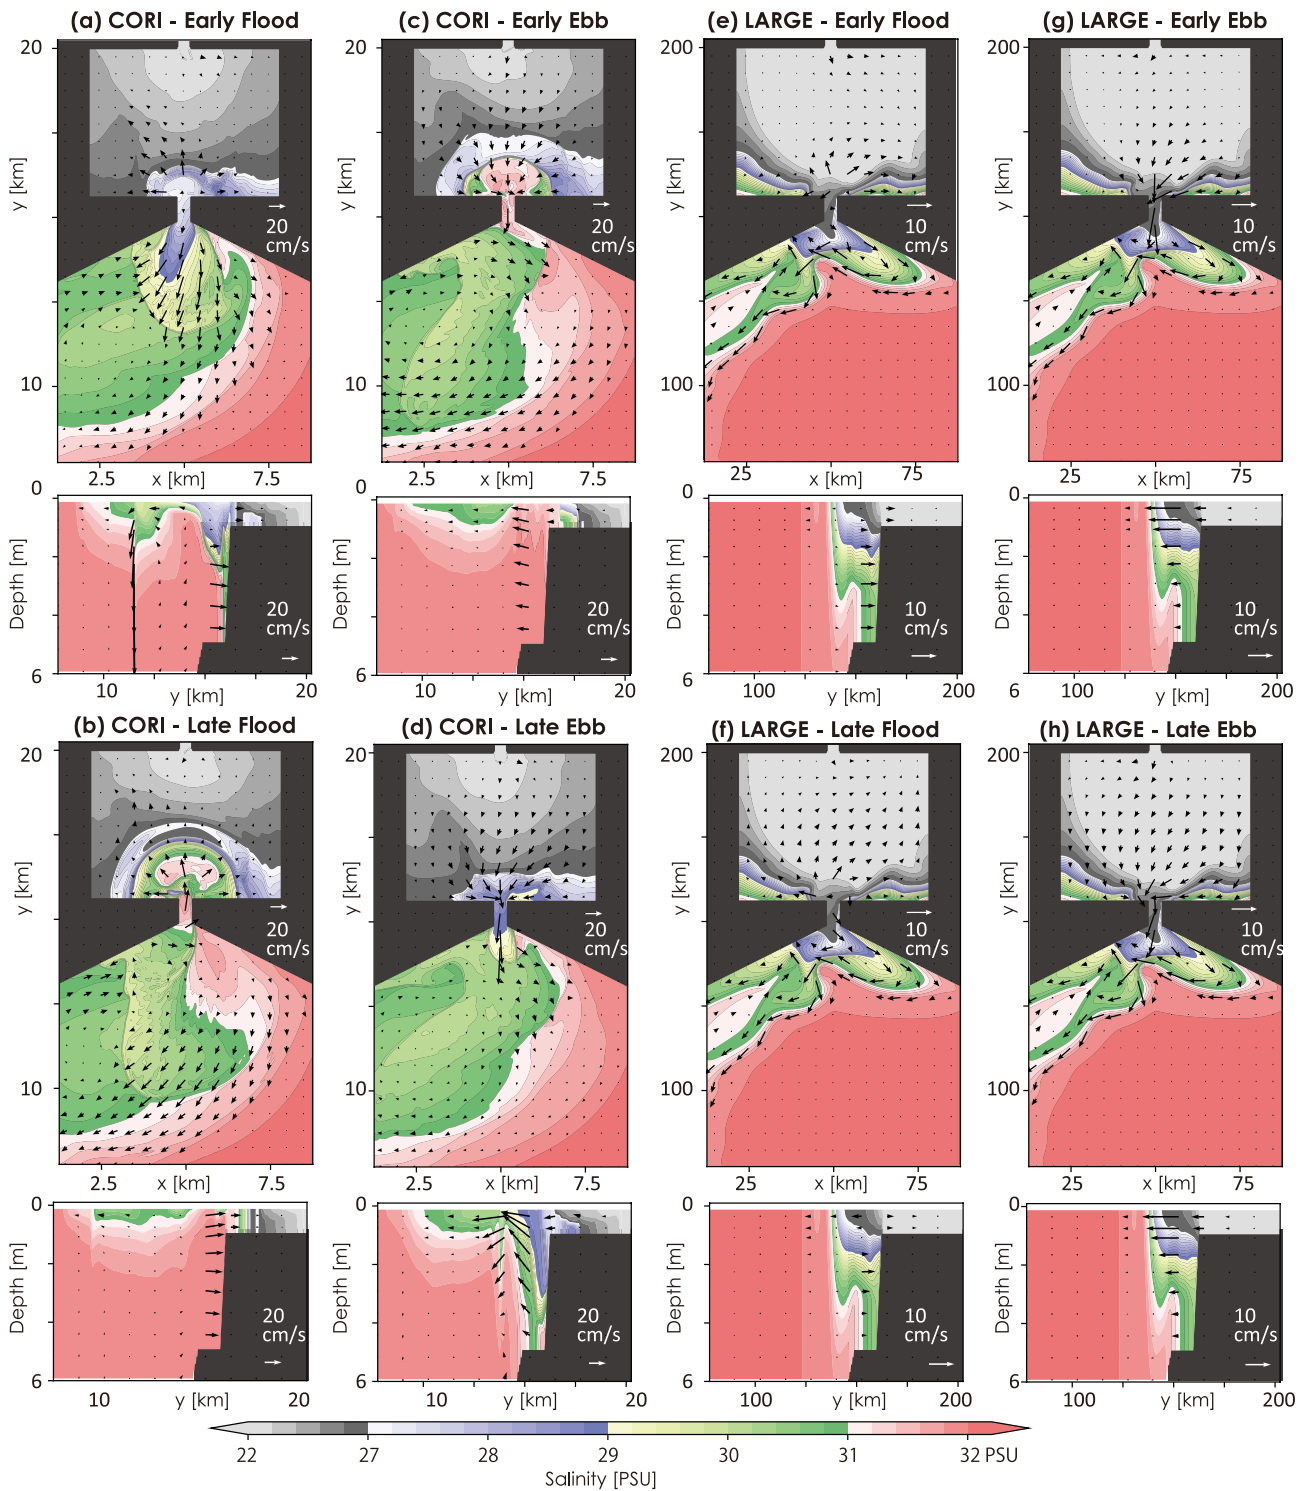 (a) CORI - Early Flood
(c) CORI - Early Ebb
(e) LARGE - Early Flood
(g) LARGE - Early Ebb
20
20
200
200
y [km]
y [km]
y [km]
y [km]
20
cm/s
20
cm/s
10
cm/s
10
cm/s
10
10
100
100
2.5 x [km] 7.5
2.5 x [km] 7.5
25 x [km] 75
25 x [km] 75
0
0
0
0
Depth [m]
Depth [m]
Depth [m]
Depth [m]
20
cm/s
20
cm/s
10
cm/s
10
cm/s
6
6
6
6
10 y [km] 20
10 y [km] 20
100 y [km] 200
100 y [km] 200
(b) CORI - Late Flood
(d) CORI - Late Ebb
(f) LARGE - Late Flood
(h) LARGE - Late Ebb
20
20
200
200
y [km]
y [km]
y [km]
y [km]
20
cm/s
20
cm/s
10
cm/s
10
cm/s
10
10
100
100
2.5 x [km] 7.5
2.5 x [km] 7.5
25 x [km] 75
25 x [km] 75
0
0
0
0
Depth [m]
Depth [m]
Depth [m]
Depth [m]
20
cm/s
20
cm/s
10
cm/s
10
cm/s
6
6
6
6
10 y [km] 20
10 y [km] 20
100 y [km] 200
100 y [km] 200
22 27 28 29 30 31 32 PSU
Salinity [PSU]